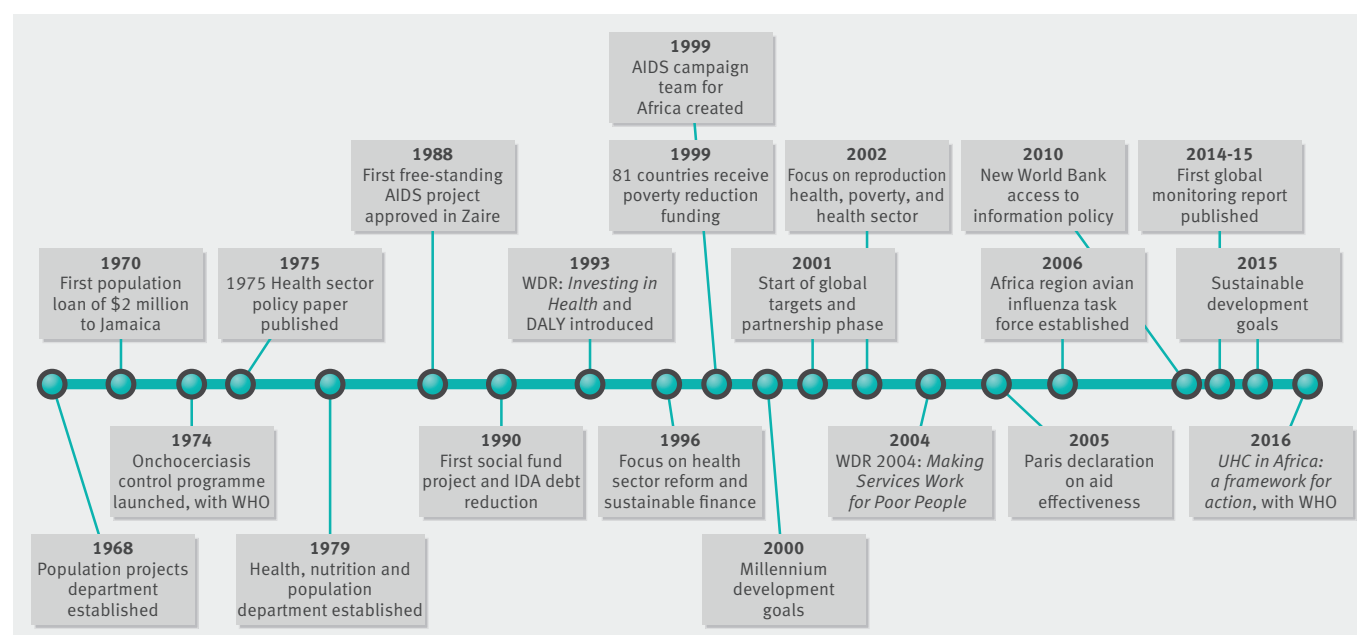 1999
AIDS campaign
team for
Africa created
1988
First free-standing
AIDS project
approved in Zaire
1999
81 countries receive
poverty reduction
funding
2002
Focus on reproduction
health, poverty, and
health sector
2010
New World Bank
access to
information policy
2014-15
First global
monitoring report
published
1970
First population
loan of $2 million
to Jamaica
1975
1975 Health sector
policy paper
published
1993
WDR: Investing in
Health and
DALY introduced
2001
Start of global
targets and
partnership phase
2006
Africa region avian
influenza task
force established
2015
Sustainable
development
goals
1974
Onchocerciasis
control programme
launched, with WHO
1990
First social fund
project and IDA debt
reduction
1996
Focus on health
sector reform and
sustainable finance
2004
WDR 2004: Making
Services Work
for Poor People
2005
Paris declaration
on aid
effectiveness
2016
UHC in Africa:
a framework for
action, with WHO
1968
Population projects
department
established
1979
Health, nutrition and
population
department established
2000
Millennium
development
goals